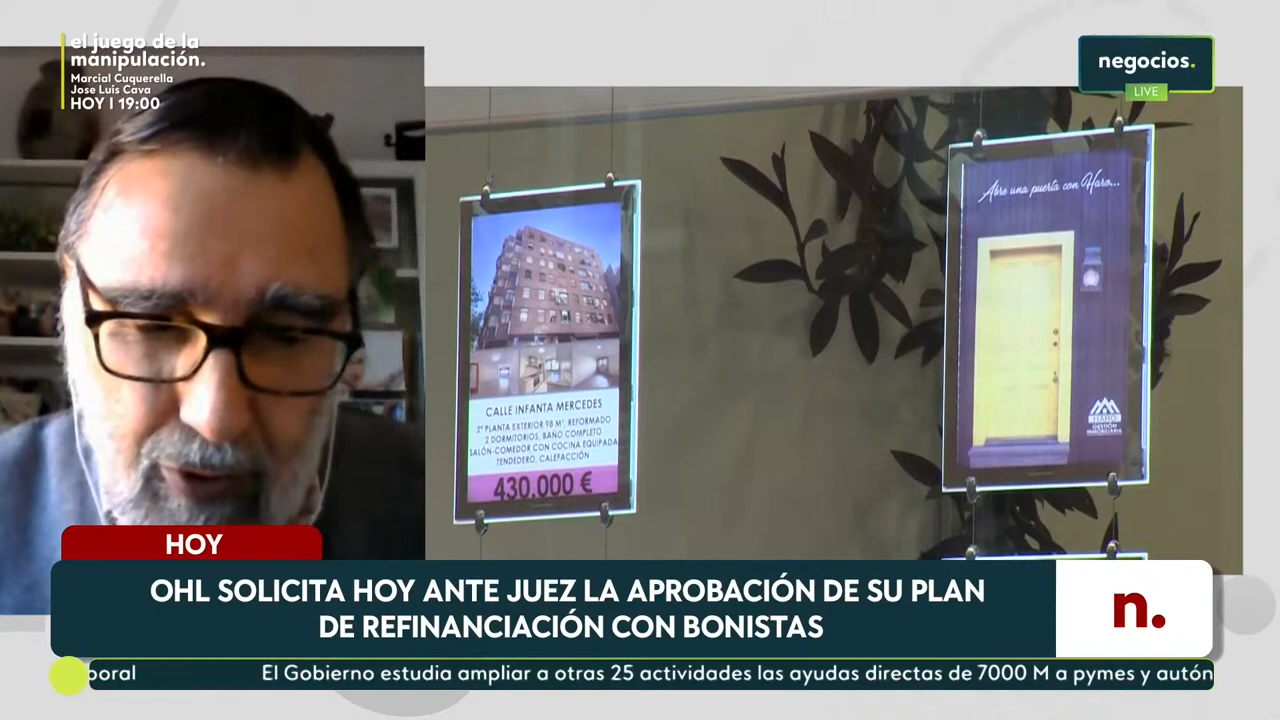 el juego de la
manipulación.
Marcial Cuquerella
Jose Luis Cava
HOY | 19:00
negocios.
LIVE
Abre una puerta con Haro...
CALLE INFANTA MERCEDES
2ª PLANTA EXTERIOR 98 M², REFORMADO
2 DORMITORIOS, BAÑO COMPLETO
SALÓN-COMEDOR CON COCINA EQUIPADA
TENDEDERO, CALEFACCIÓN
430.000 €
HARO
GESTIÓN
INMOBILIARIA
HOY
OHL SOLICITA HOY ANTE JUEZ LA APROBACIÓN DE SU PLAN
DE REFINANCIACIÓN CON BONISTAS
n.
poral El Gobierno estudia ampliar a otras 25 actividades las ayudas directas de 7000 M a pymes y autón